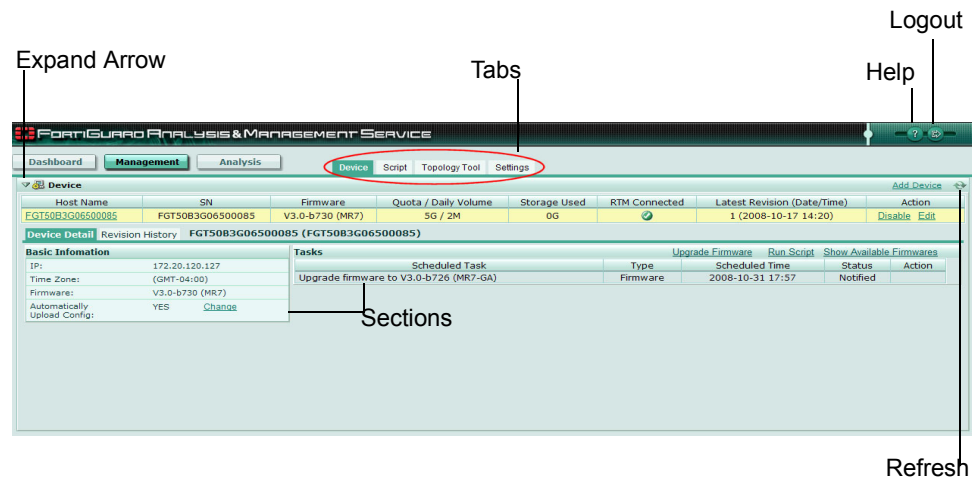 Logout
Expand Arrow
Tabs
Help
FortiGuard Analysis & Management Service
?
Dashboard Management Analysis Device Script Topology Tool Settings
Device Add Device
Host Name SN Firmware Quota / Daily Volume Storage Used RTM Connected Latest Revision (Date/Time) Action
FGT50B3G06500085 FGT50B3G06500085 V3.0-b730 (MR7) 5G / 2M 0G 1 (2008-10-17 14:20) Disable Edit
Device Detail Revision History FGT50B3G06500085 (FGT50B3G06500085)
Basic Infomation Tasks Upgrade Firmware Run Script Show Available Firmwares
IP: 172.20.120.127 Scheduled Task Type Scheduled Time Status Action
Time Zone: (GMT-04:00) Upgrade firmware to V3.0-b726 (MR7-GA) Firmware 2008-10-31 17:57 Notified
Firmware: V3.0-b730 (MR7)
Automatically Upload Config: YES Change
Sections
Refresh